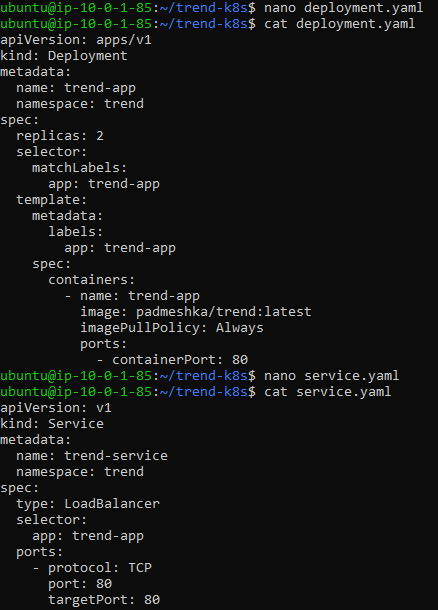 ubuntu@ip-10-0-1-85:~/trend-k8s$ nano deployment.yaml
ubuntu@ip-10-0-1-85:~/trend-k8s$ cat deployment.yaml
apiVersion: apps/v1
kind: Deployment
metadata:
  name: trend-app
  namespace: trend
spec:
  replicas: 2
  selector:
    matchLabels:
      app: trend-app
  template:
    metadata:
      labels:
        app: trend-app
    spec:
      containers:
        - name: trend-app
          image: padmeshka/trend:latest
          imagePullPolicy: Always
          ports:
            - containerPort: 80
ubuntu@ip-10-0-1-85:~/trend-k8s$ nano service.yaml
ubuntu@ip-10-0-1-85:~/trend-k8s$ cat service.yaml
apiVersion: v1
kind: Service
metadata:
  name: trend-service
  namespace: trend
spec:
  type: LoadBalancer
  selector:
    app: trend-app
  ports:
    - protocol: TCP
      port: 80
      targetPort: 80